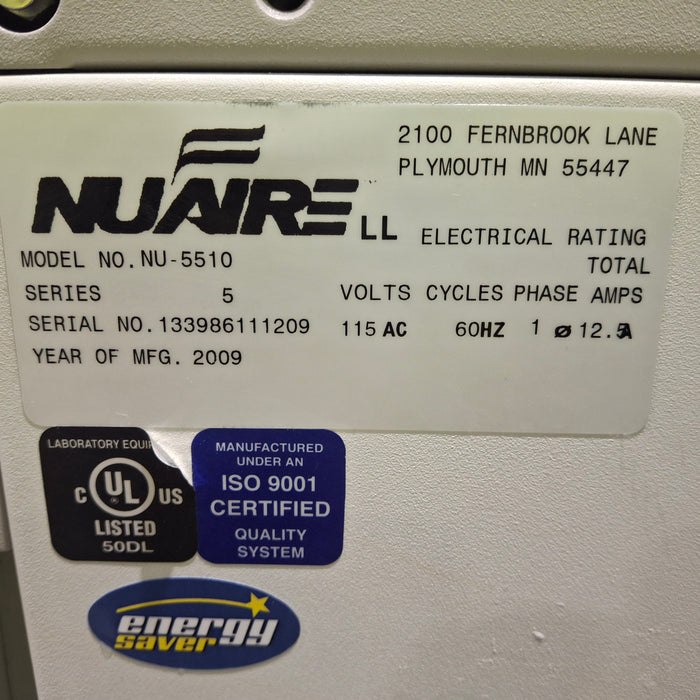 NUAIRE LL
2100 FERNBROOK LANE
PLYMOUTH MN 55447
MODEL NO. NU-5510
SERIES 5
SERIAL NO. 133986111209
YEAR OF MFG. 2009
ELECTRICAL RATING
TOTAL
VOLTS CYCLES PHASE AMPS
115 AC 60HZ 1 ø 12.5A
LABORATORY EQUI
C UL US
®
LISTED
50DL
MANUFACTURED
UNDER AN
ISO 9001
CERTIFIED
QUALITY
SYSTEM
energy
saver